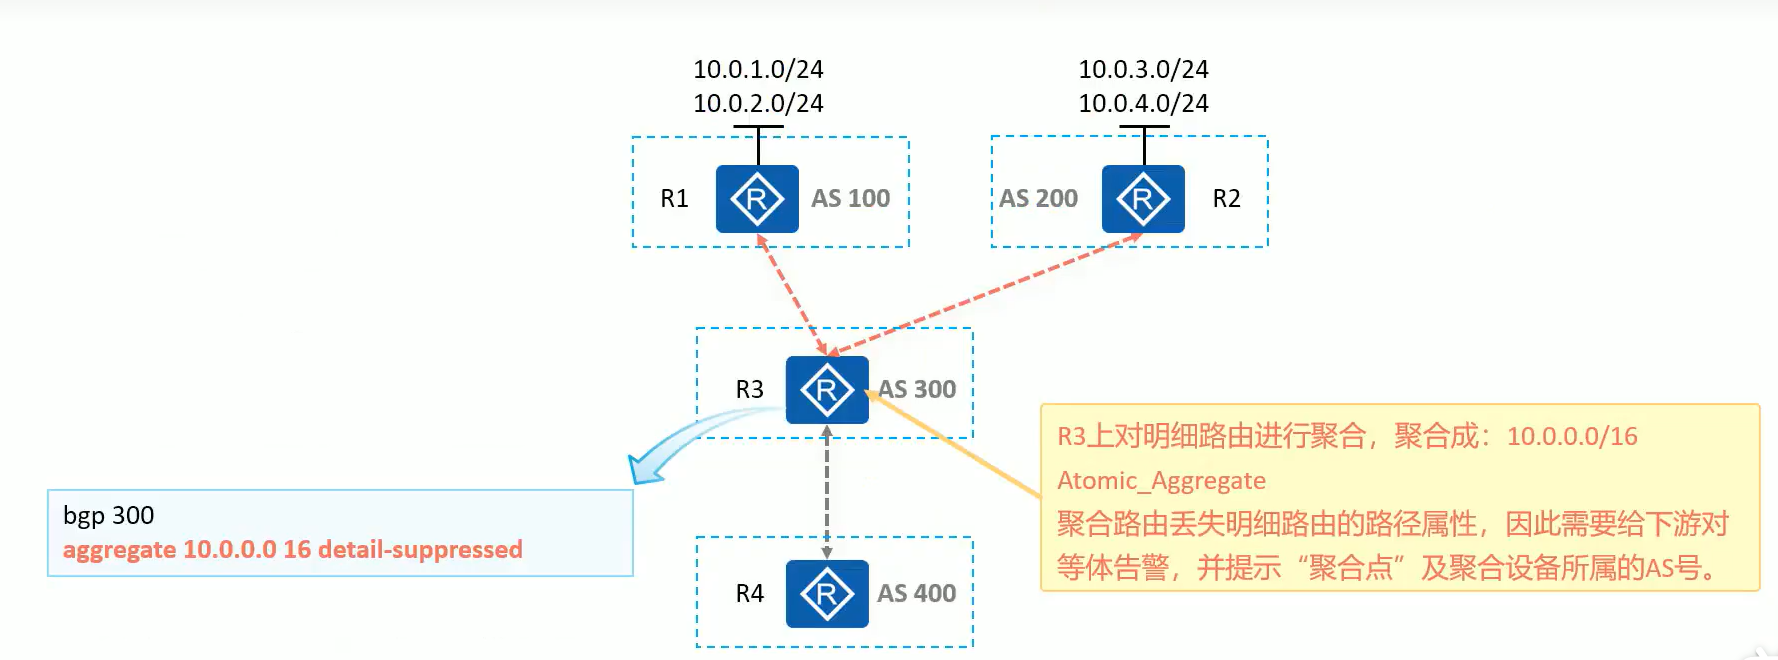 10.0.1.0/24
10.0.2.0/24
10.0.3.0/24
10.0.4.0/24
R1
R
AS 100
AS 200
R
R2
R3
R
AS 300
R3上对明细路由进行聚合，聚合成：10.0.0.0/16
Atomic_Aggregate
聚合路由丢失明细路由的路径属性，因此需要给下游对
等体告警，并提示“聚合点”及聚合设备所属的AS号。
bgp 300
aggregate 10.0.0.0 16 detail-suppressed
R4
R
AS 400